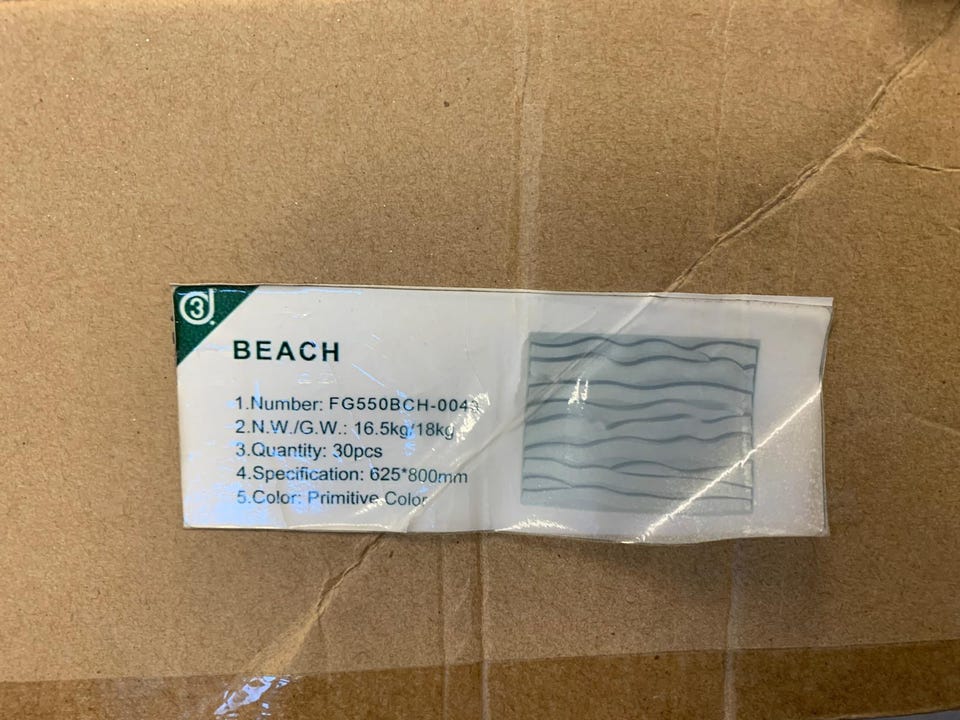 3
BEACH
1.Number: FG550BCH-004
2.N.W./G.W.: 16.5kg/18kg
3.Quantity: 30pcs
4.Specification: 625*800mm
5.Color: Primitive Color